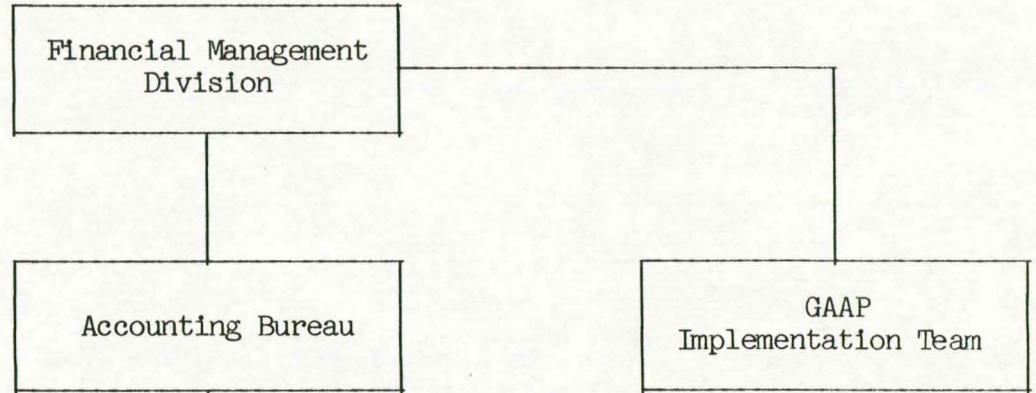 Financial Management
Division
Accounting Bureau
GAAP
Implementation Team